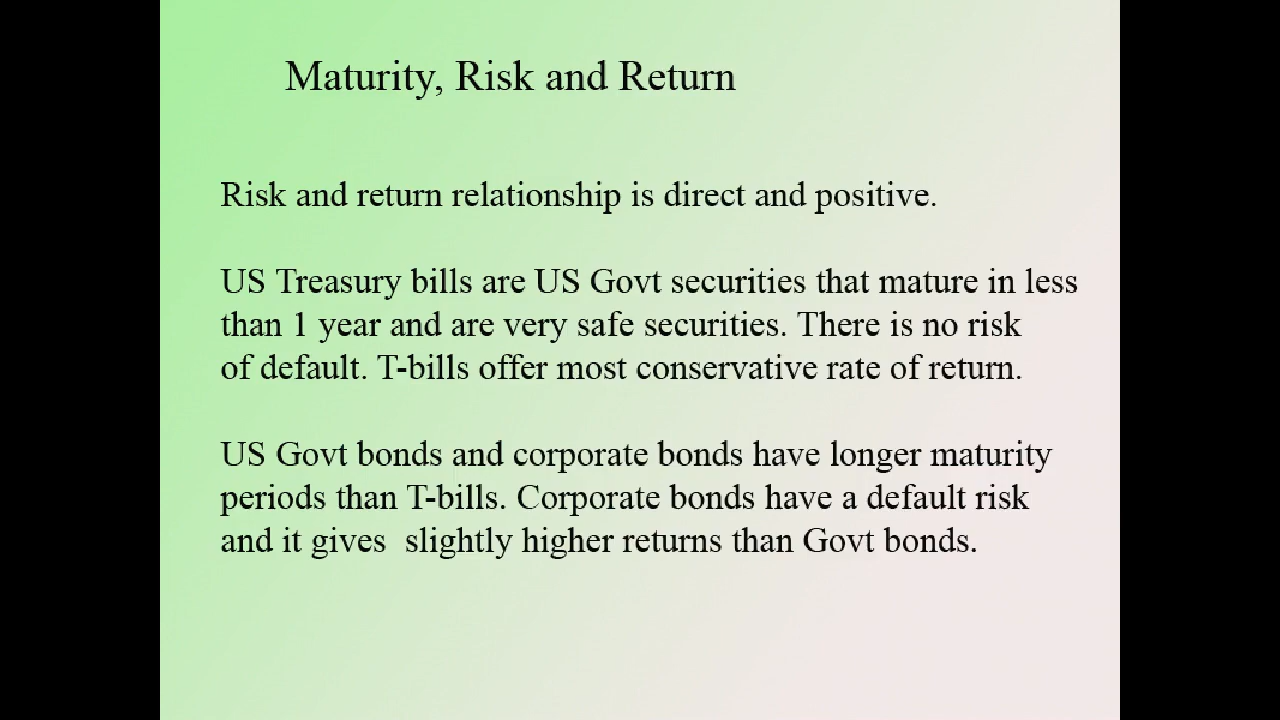 Maturity, Risk and Return
Risk and return relationship is direct and positive.
US Treasury bills are US Govt securities that mature in less
than 1 year and are very safe securities. There is no risk
of default. T-bills offer most conservative rate of return.
US Govt bonds and corporate bonds have longer maturity
periods than T-bills. Corporate bonds have a default risk
and it gives  slightly higher returns than Govt bonds.